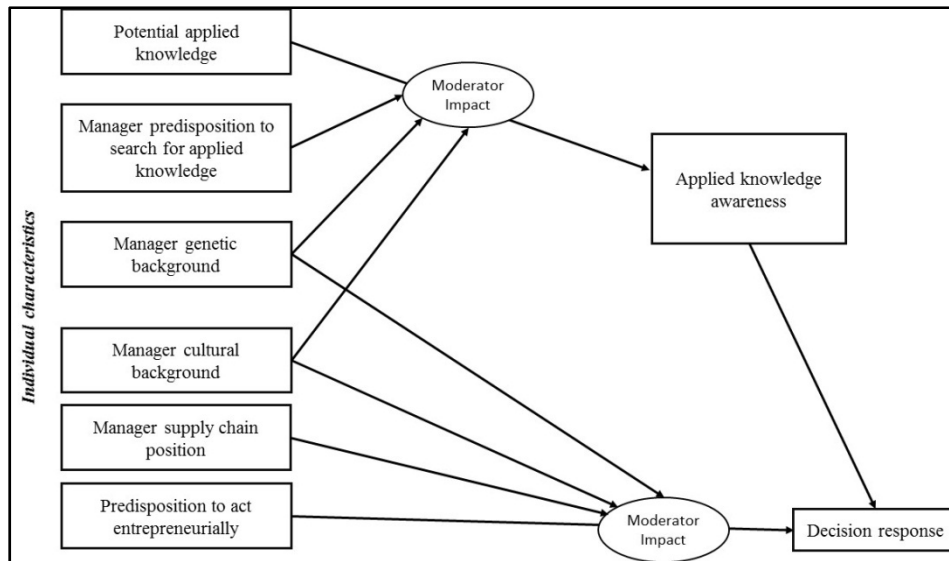 Individual characteristics
Potential applied
knowledge
Manager predisposition to
search for applied
knowledge
Manager genetic
background
Manager cultural
background
Manager supply chain
position
Predisposition to act
entrepreneurially
Moderator
Impact
Applied knowledge
awareness
Moderator
Impact
Decision response